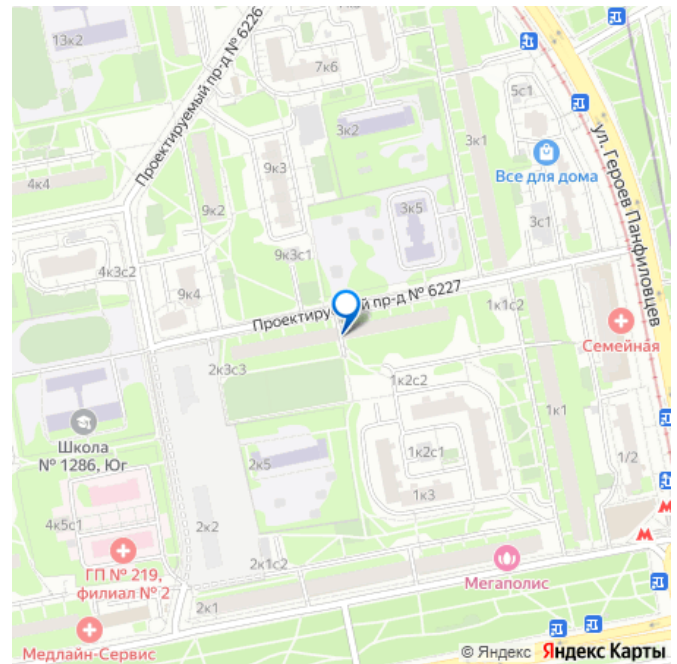 13к2
Проектируемый пр-д № 6226
7к6
5с1
3к2
3к1
ул. Героев Панфиловцев
Все для дома
4к4
9к3
9к2
3к5
3с1
9к3с1
4к3с2
9к4
Проектируемый пр-д № 6227
1к1с2
Семейная
2к3с3
1к2с2
1к1
Школа
№ 1286, Юг
1к2с1
1/2
2к5
1к3
4к5с1
2к2
М
М
ГП № 219,
филиал № 2
2к1с2
Мегаполис
2к1
Медлайн-Сервис
© Яндекс Яндекс Карты